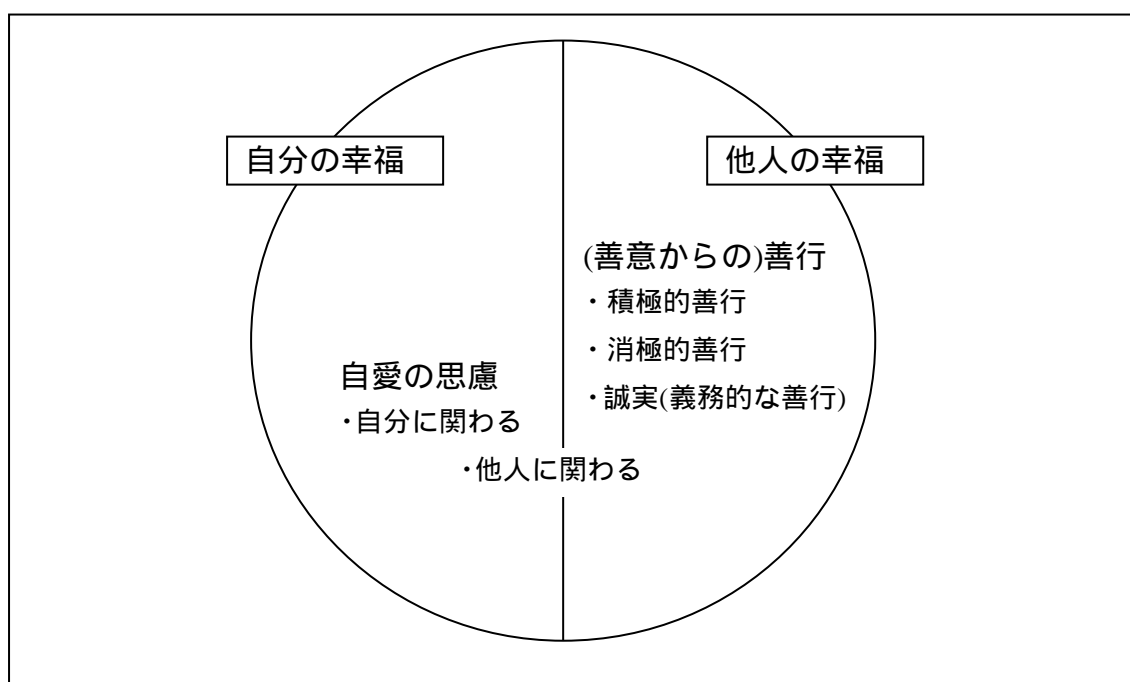 自分の幸福
他人の幸福
(善意からの)善行
・積極的善行
・消極的善行
・誠実(義務的な善行)
自愛の思慮
・自分に関わる
・他人に関わる